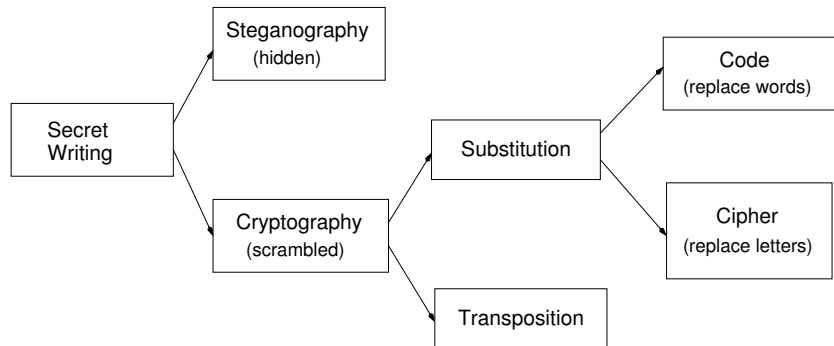 Steganography
(hidden)
Secret
Writing
Cryptography
(scrambled)
Substitution
Transposition
Code
(replace words)
Cipher
(replace letters)